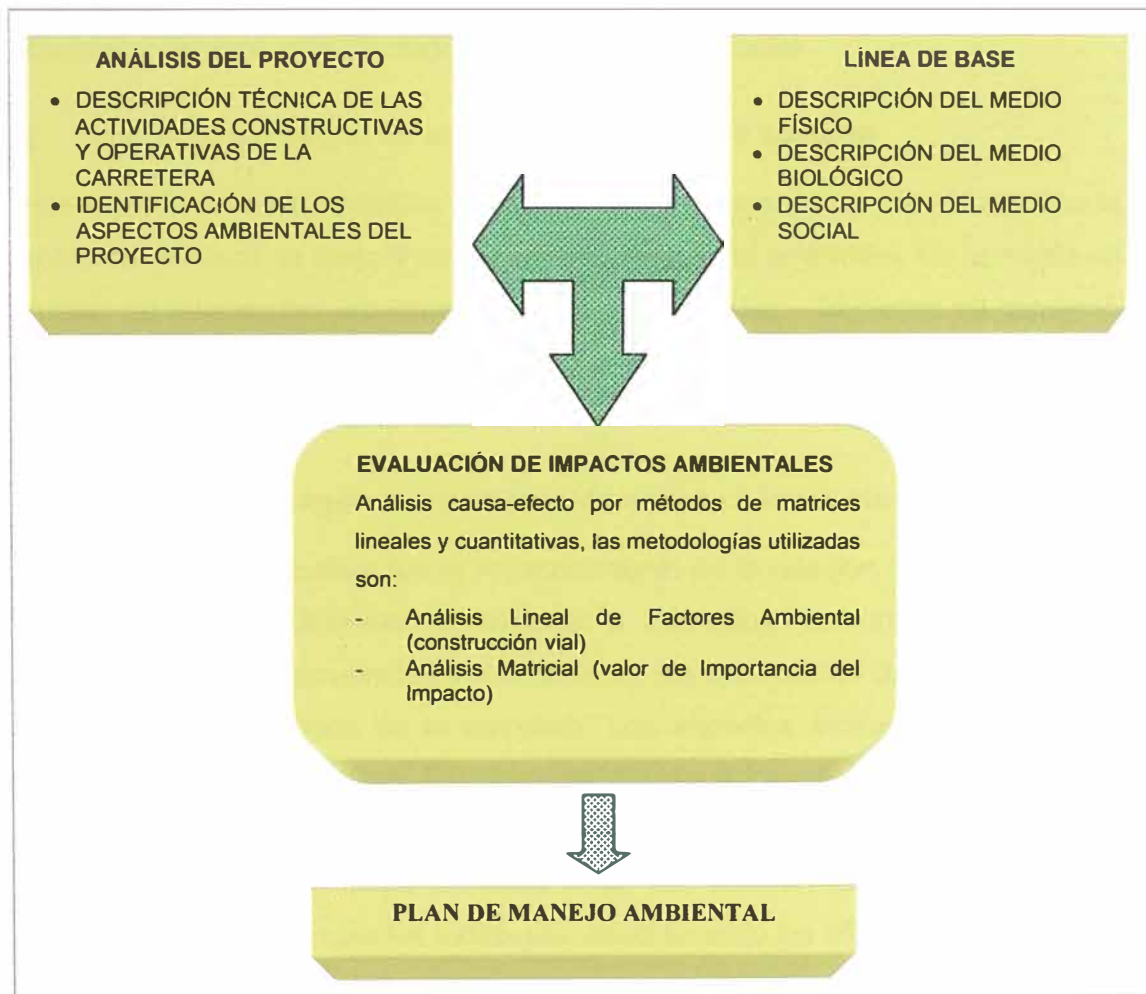 ANÁLISIS DEL PROYECTO
• DESCRIPCIÓN TÉCNICA DE LAS
ACTIVIDADES CONSTRUCTIVAS
Y OPERATIVAS DE LA
CARRETERA
• IDENTIFICACIÓN DE LOS
ASPECTOS AMBIENTALES DEL
PROYECTO
LÍNEA DE BASE
• DESCRIPCIÓN DEL MEDIO
FÍSICO
• DESCRIPCIÓN DEL MEDIO
BIOLÓGICO
• DESCRIPCIÓN DEL MEDIO
SOCIAL
EVALUACIÓN DE IMPACTOS AMBIENTALES
Análisis causa-efecto por métodos de matrices
lineales y cuantitativas, las metodologías utilizadas
son:
- Análisis Lineal de Factores Ambiental
(construcción vial)
- Análisis Matricial (valor de Importancia del
Impacto)
PLAN DE MANEJO AMBIENTAL